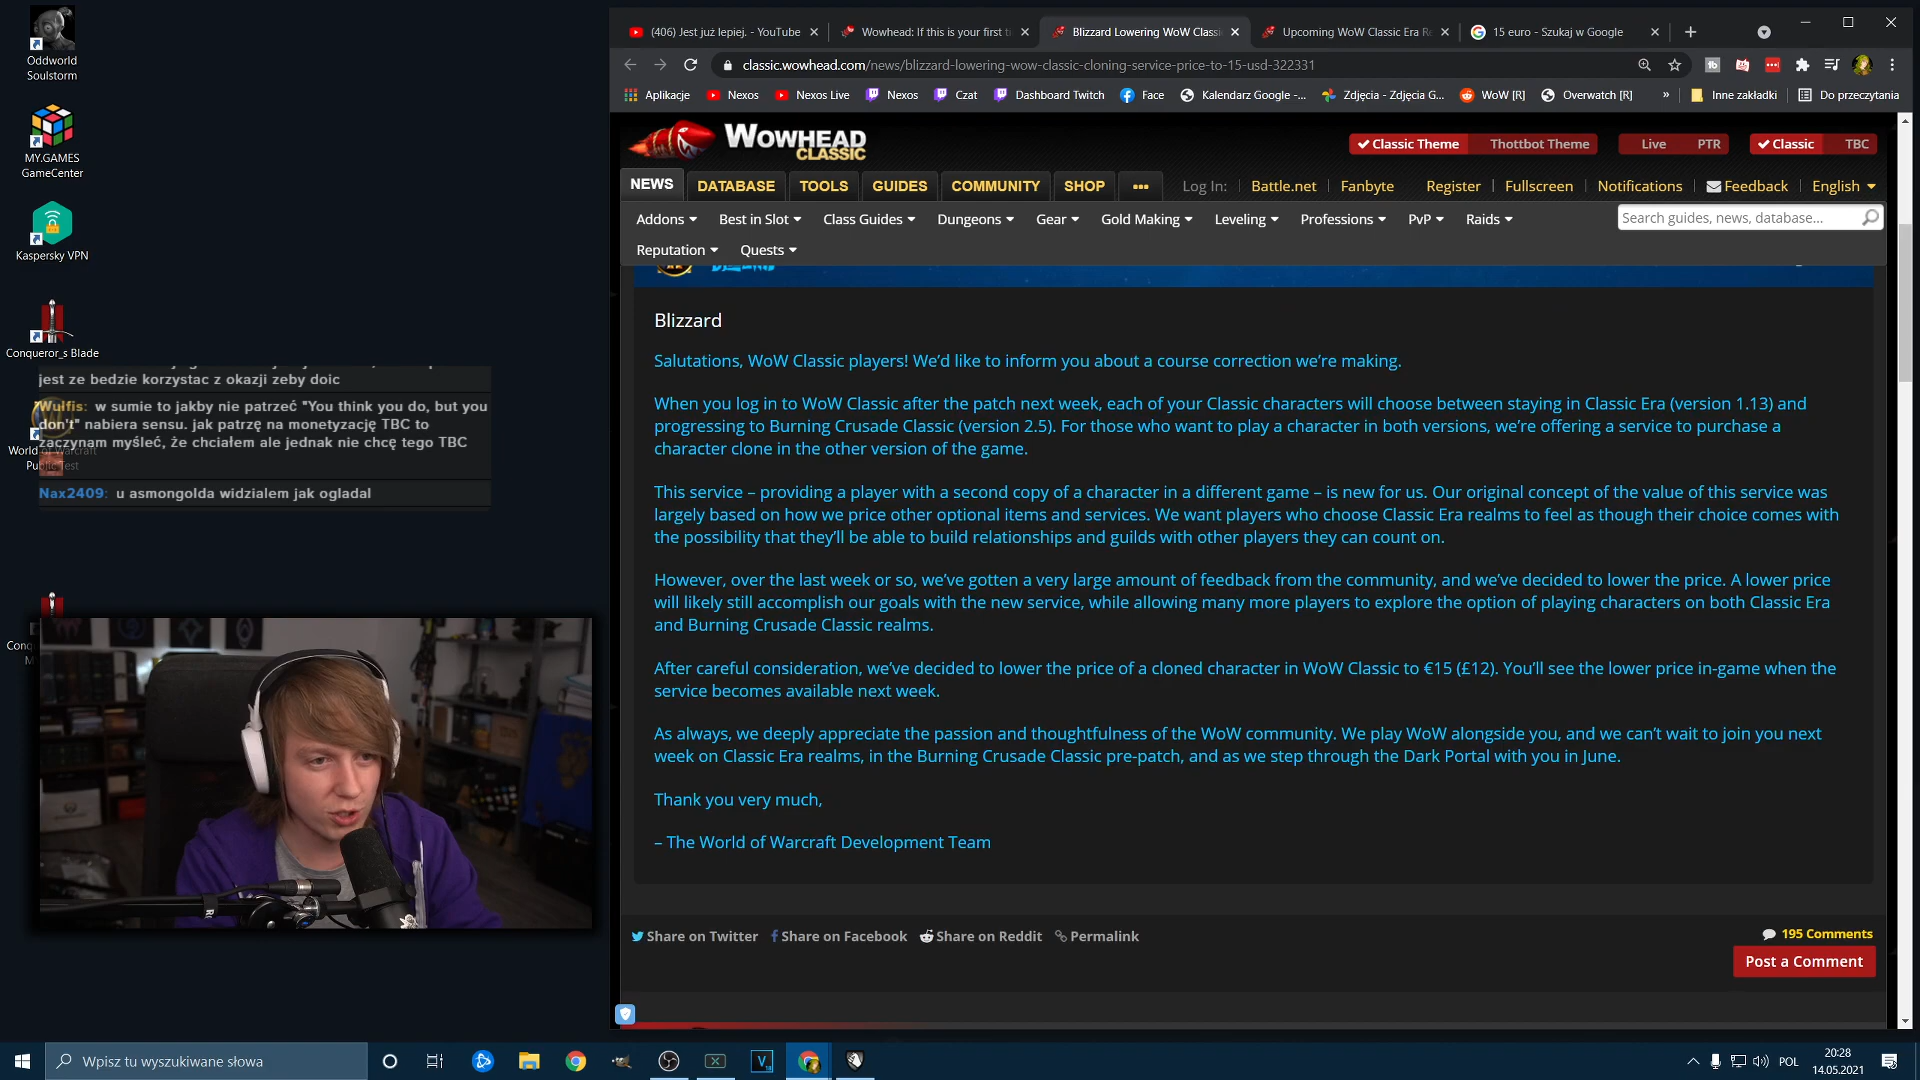 Oddworld
Soulstorm
MY.GAMES
GameCenter
Kaspersky VPN
Conqueror_s Blade
jest ze bedzie korzystac z okazji zeby doic
Wulfis: w sumie to jakby nie patrzeć "You think you do, but you
don't" nabiera sensu. jak patrzę na monetyzację TBC to
zaczynam myśleć, że chciałem ale jednak nie chcę tego TBC
World of Warcraft
Public Test
Nax2409: u asmongolda widzialem jak ogladal
(406) Jest już lepiej. - YouTube
Wowhead: If this is your first t
Blizzard Lowering WoW Classi
Upcoming WoW Classic Era Re
15 euro - Szukaj w Google
classic.wowhead.com/news/blizzard-lowering-wow-classic-cloning-service-price-to-15-usd-322331
Aplikacje
Nexos
Nexos Live
Nexos
Czat
Dashboard Twitch
Face
Kalendarz Google -...
Zdjęcia - Zdjęcia G...
WoW [R]
Overwatch [R]
»
Inne zakładki
Do przeczytania
WOWHEAD
CLASSIC
Classic Theme
Thottbot Theme
Live
PTR
Classic
TBC
NEWS
DATABASE
TOOLS
GUIDES
COMMUNITY
SHOP
...
Log In:
Battle.net
Fanbyte
Register
Fullscreen
Notifications
Feedback
English
Addons
Best in Slot
Class Guides
Dungeons
Gear
Gold Making
Leveling
Professions
PvP
Raids
Search guides, news, database...
Reputation
Quests
Blizzard
Salutations, WoW Classic players! We'd like to inform you about a course correction we're making.
When you log in to WoW Classic after the patch next week, each of your Classic characters will choose between staying in Classic Era (version 1.13) and
progressing to Burning Crusade Classic (version 2.5). For those who want to play a character in both versions, we're offering a service to purchase a
character clone in the other version of the game.
This service – providing a player with a second copy of a character in a different game – is new for us. Our original concept of the value of this service was
largely based on how we price other optional items and services. We want players who choose Classic Era realms to feel as though their choice comes with
the possibility that they'll be able to build relationships and guilds with other players they can count on.
However, over the last week or so, we've gotten a very large amount of feedback from the community, and we've decided to lower the price. A lower price
will likely still accomplish our goals with the new service, while allowing many more players to explore the option of playing characters on both Classic Era
and Burning Crusade Classic realms.
After careful consideration, we've decided to lower the price of a cloned character in WoW Classic to €15 (£12). You'll see the lower price in-game when the
service becomes available next week.
As always, we deeply appreciate the passion and thoughtfulness of the WoW community. We play WoW alongside you, and we can't wait to join you next
week on Classic Era realms, in the Burning Crusade Classic pre-patch, and as we step through the Dark Portal with you in June.
Thank you very much,
– The World of Warcraft Development Team
Share on Twitter
Share on Facebook
Share on Reddit
Permalink
195 Comments
Post a Comment
Wpisz tu wyszukiwane słowa
POL
20:28
14.05.2021